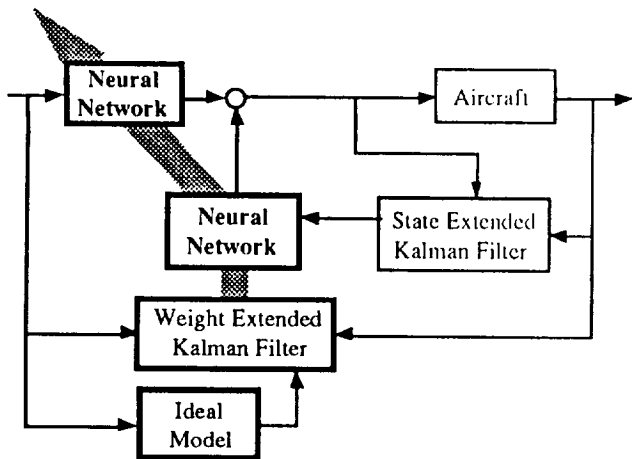 Neural
Network
Aircraft
Neural
Network
State Extended
Kalman Filter
Weight Extended
Kalman Filter
Ideal
Model